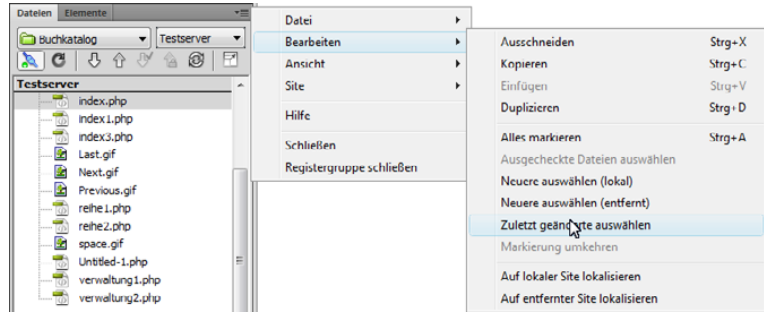 Dateien Elemente
Buchkatalog Testserver
Testserver
index.php
index1.php
index3.php
Last.gif
Next.gif
Previous.gif
reihe1.php
reihe2.php
space.gif
Untitled-1.php
verwaltung1.php
verwaltung2.php
Datei
Bearbeiten
Ansicht
Site
Hilfe
Schließen
Registergruppe schließen
Ausschneiden Strg+X
Kopieren Strg+C
Einfügen Strg+V
Duplizieren Strg+D
Alles markieren Strg+A
Ausgecheckte Dateien auswählen
Neuere auswählen (lokal)
Neuere auswählen (entfernt)
Zuletzt geänderte auswählen
Markierung umkehren
Auf lokaler Site lokalisieren
Auf entfernter Site lokalisieren